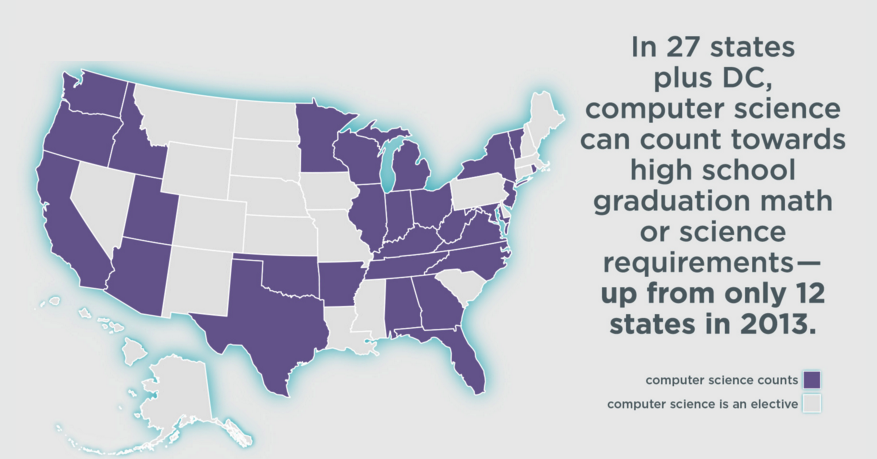 In 27 states
plus DC,
computer science
can count towards
high school
graduation math
or science
requirements—
up from only 12
states in 2013.
computer science counts
computer science is an elective